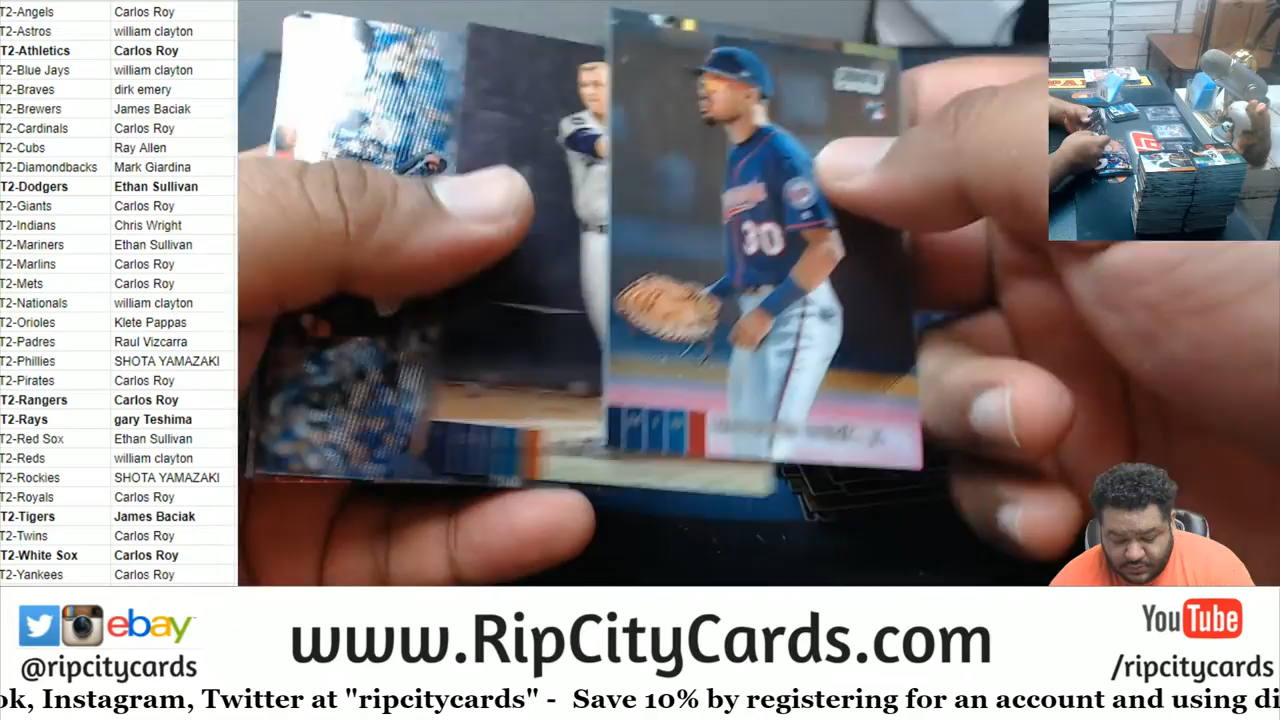 T2-Angels Carlos Roy
T2-Astros william clayton
T2-Athletics Carlos Roy
T2-Blue Jays william clayton
T2-Braves dirk emery
T2-Brewers James Baciak
T2-Cardinals Carlos Roy
T2-Cubs Ray Allen
T2-Diamondbacks Mark Giardina
T2-Dodgers Ethan Sullivan
T2-Giants Carlos Roy
T2-Indians Chris Wright
T2-Mariners Ethan Sullivan
T2-Marlins Carlos Roy
T2-Mets Carlos Roy
T2-Nationals william clayton
T2-Orioles Klete Pappas
T2-Padres Raul Vizcarra
T2-Phillies SHOTA YAMAZAKI
T2-Pirates Carlos Roy
T2-Rangers Carlos Roy
T2-Rays gary Teshima
T2-Red Sox Ethan Sullivan
T2-Reds william clayton
T2-Rockies SHOTA YAMAZAKI
T2-Royals Carlos Roy
T2-Tigers James Baciak
T2-Twins Carlos Roy
T2-White Sox Carlos Roy
T2-Yankees Carlos Roy
30
ebay
@ripcitycards
www.RipCityCards.com
YouTube
/ripcitycards
ok, Instagram, Twitter at "ripcitycards" - Save 10% by registering for an account and using di